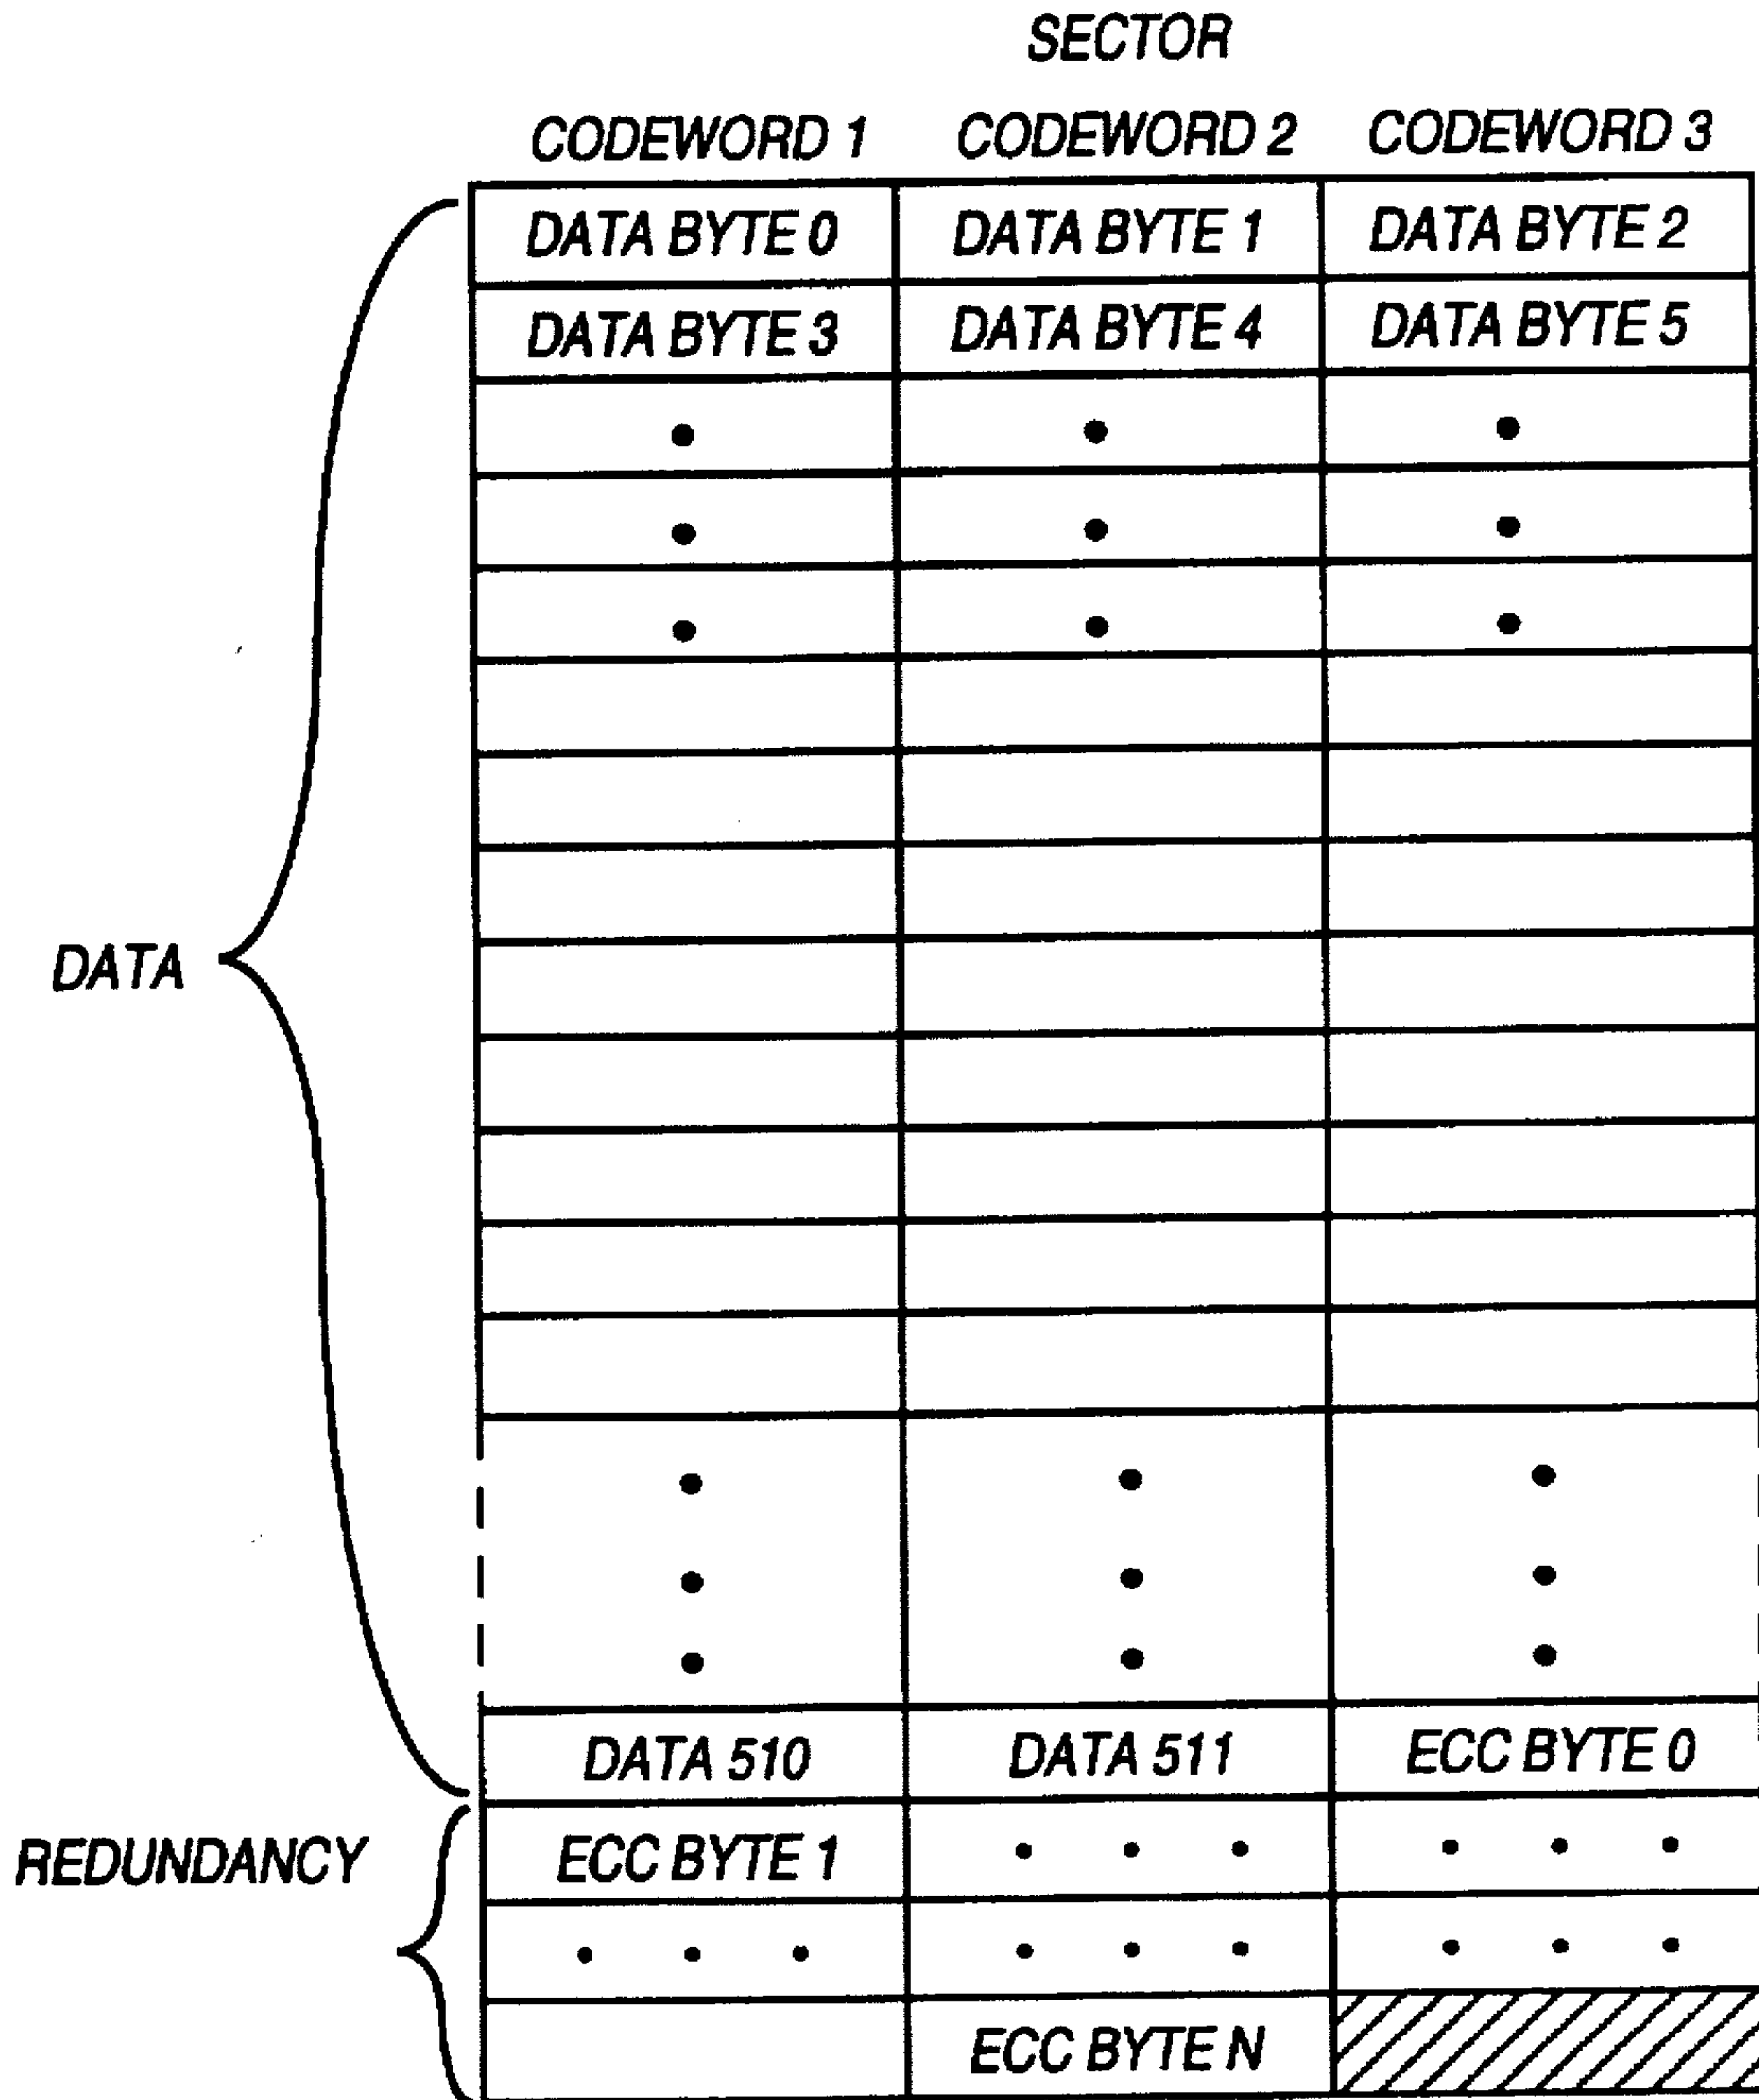 SECTOR
CODEWORD 1 CODEWORD 2 CODEWORD 3
DATA BYTE 0 DATA BYTE 1 DATA BYTE 2
DATA BYTE 3 DATA BYTE 4 DATA BYTE 5
DATA
DATA 510 DATA 511 ECC BYTE 0
REDUNDANCY
ECC BYTE 1
ECC BYTE N